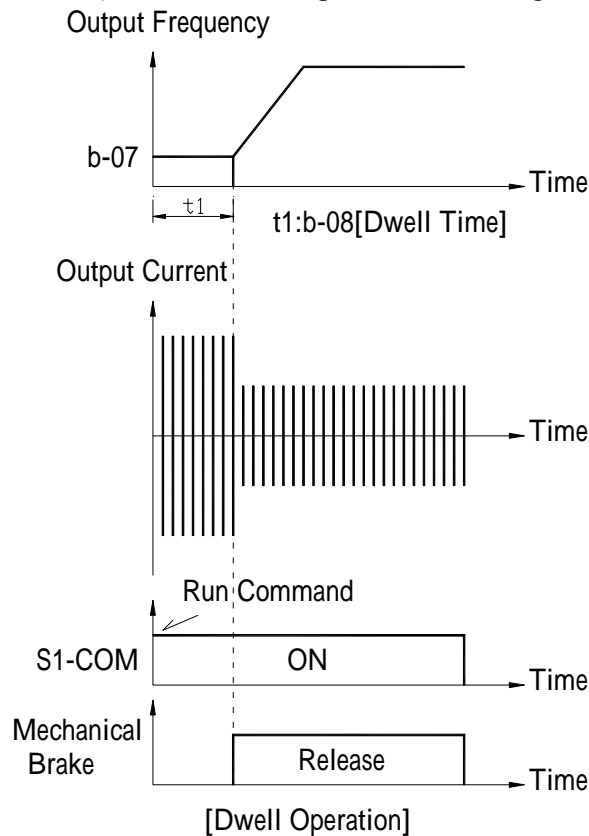 Output Frequency
b-07
Time
t1
t1:b-08[Dwell Time]
Output Current
Time
Run Command
S1-COM
ON
Time
Mechanical
Brake
Release
Time
[Dwell Operation]